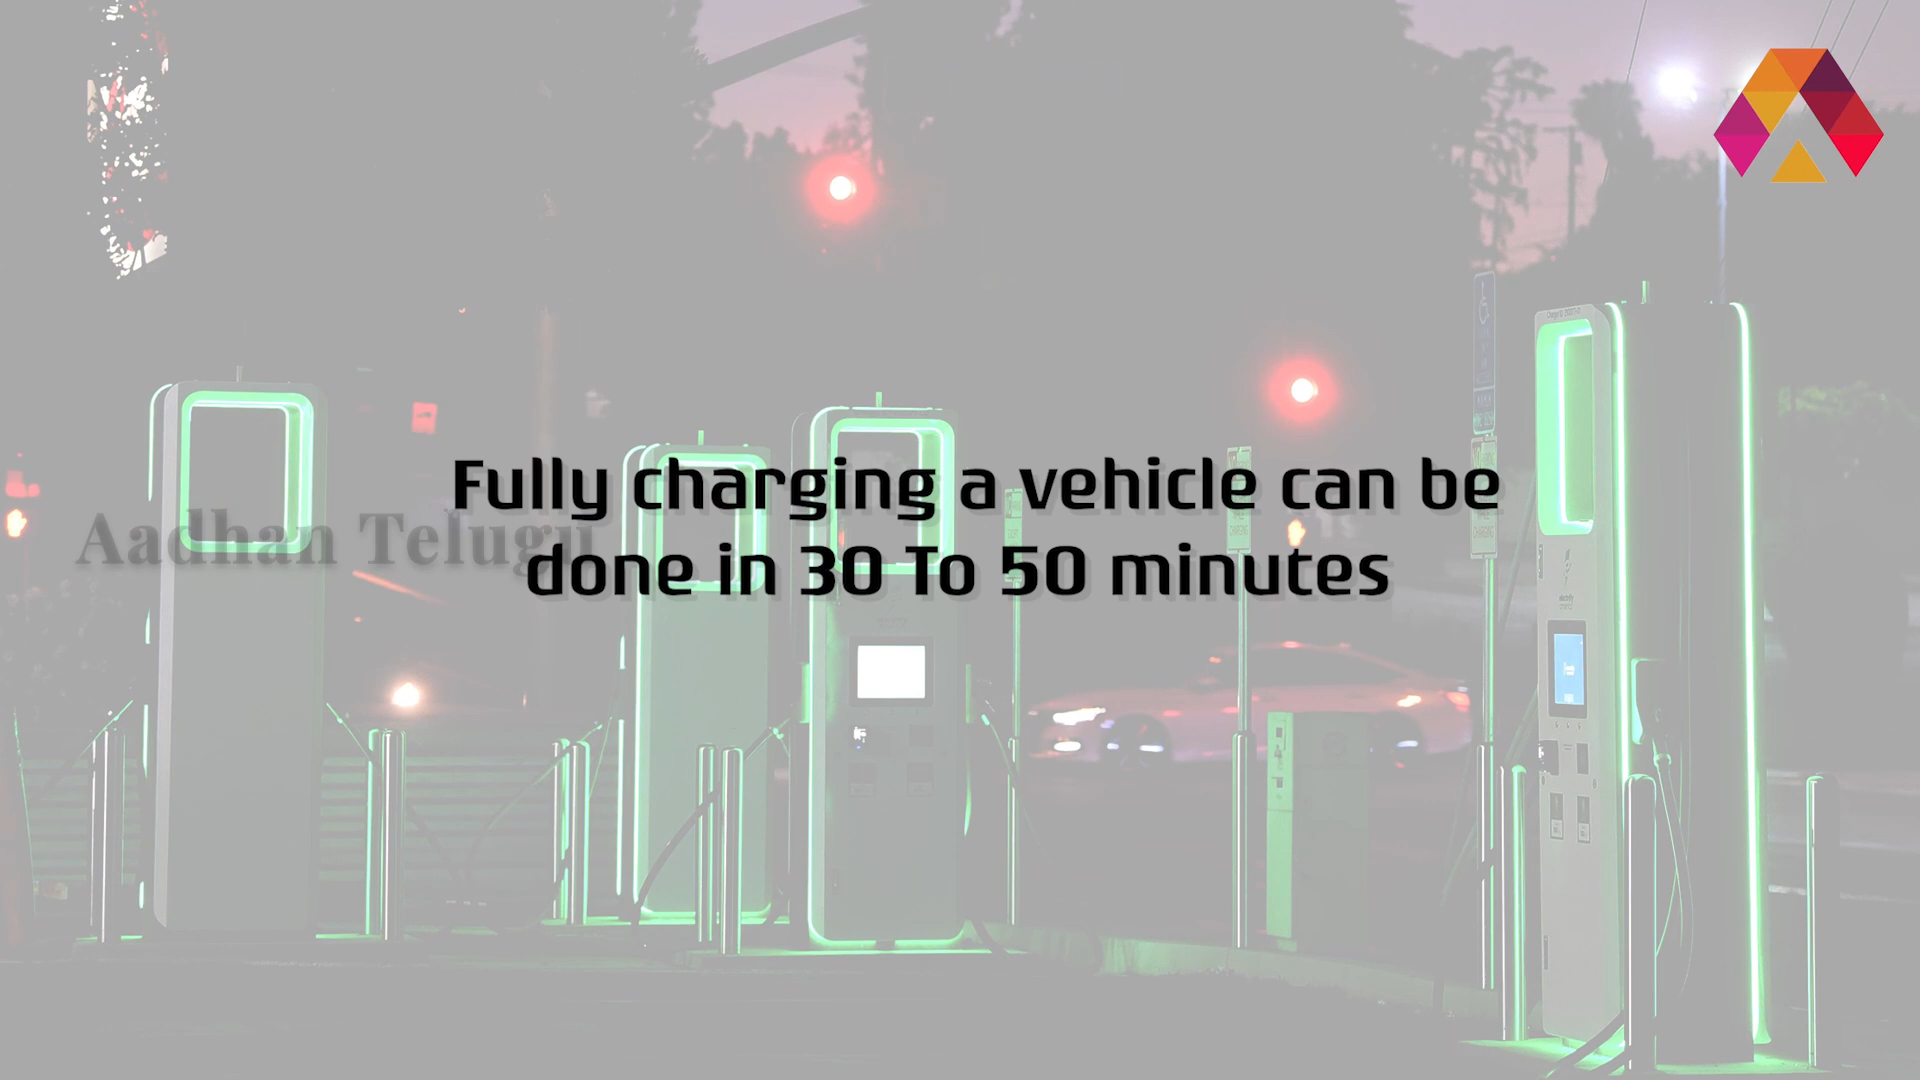 Fully charging a vehicle can be
Aadhan Telugu
done in 30 To 50 minutes